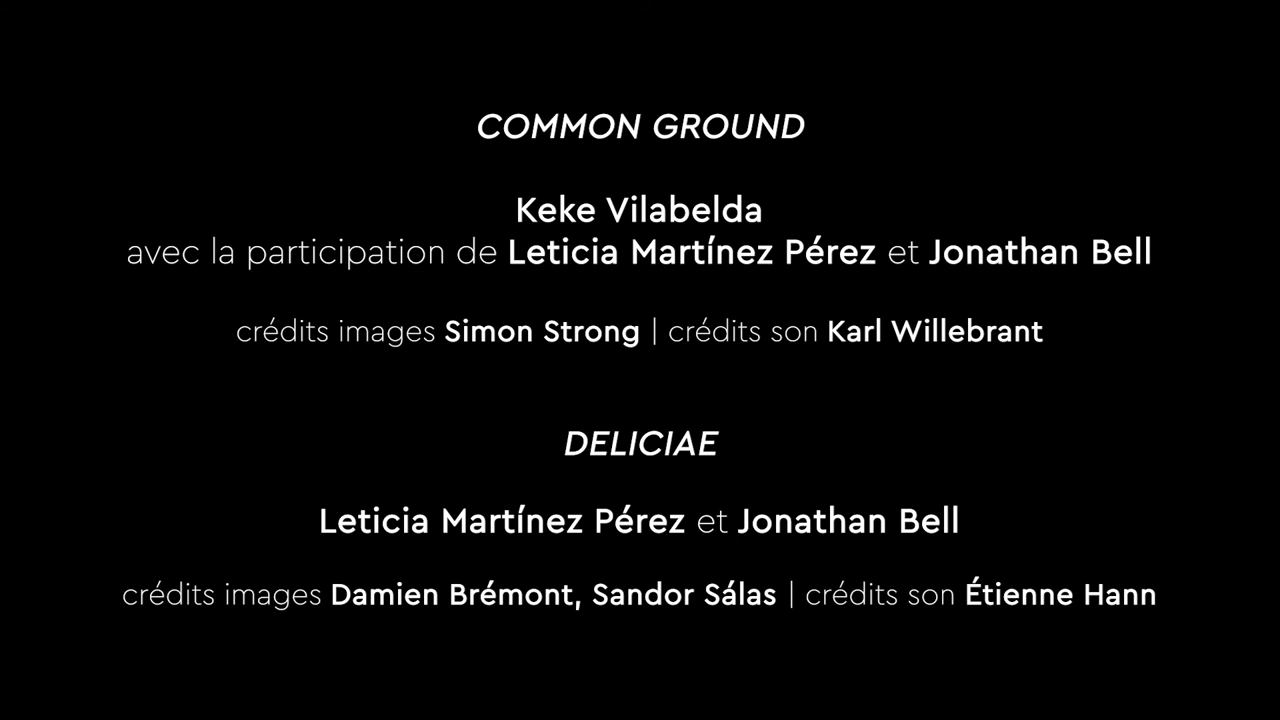 COMMON GROUND
Keke Vilabelda
avec la participation de Leticia Martínez Pérez et Jonathan Bell
crédits images Simon Strong | crédits son Karl Willebrant
DELICIAE
Leticia Martínez Pérez et Jonathan Bell
crédits images Damien Brémont, Sandor Sálas | crédits son Étienne Hann